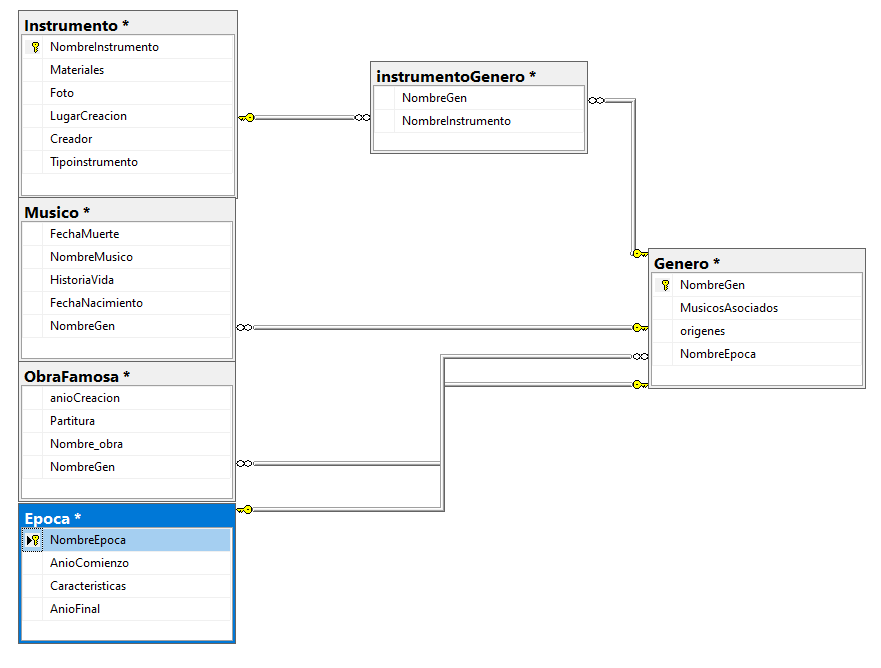 Instrumento *
NombreInstrumento
Materiales
Foto
LugarCreacion
Creador
Tipoinstrumento
instrumentoGenero *
NombreGen
NombreInstrumento
Musico *
FechaMuerte
NombreMusico
HistoriaVida
FechaNacimiento
NombreGen
Genero *
NombreGen
MusicosAsociados
origenes
NombreEpoca
ObraFamosa *
anioCreacion
Partitura
Nombre_obra
NombreGen
Epoca *
NombreEpoca
AnioComienzo
Caracteristicas
AnioFinal